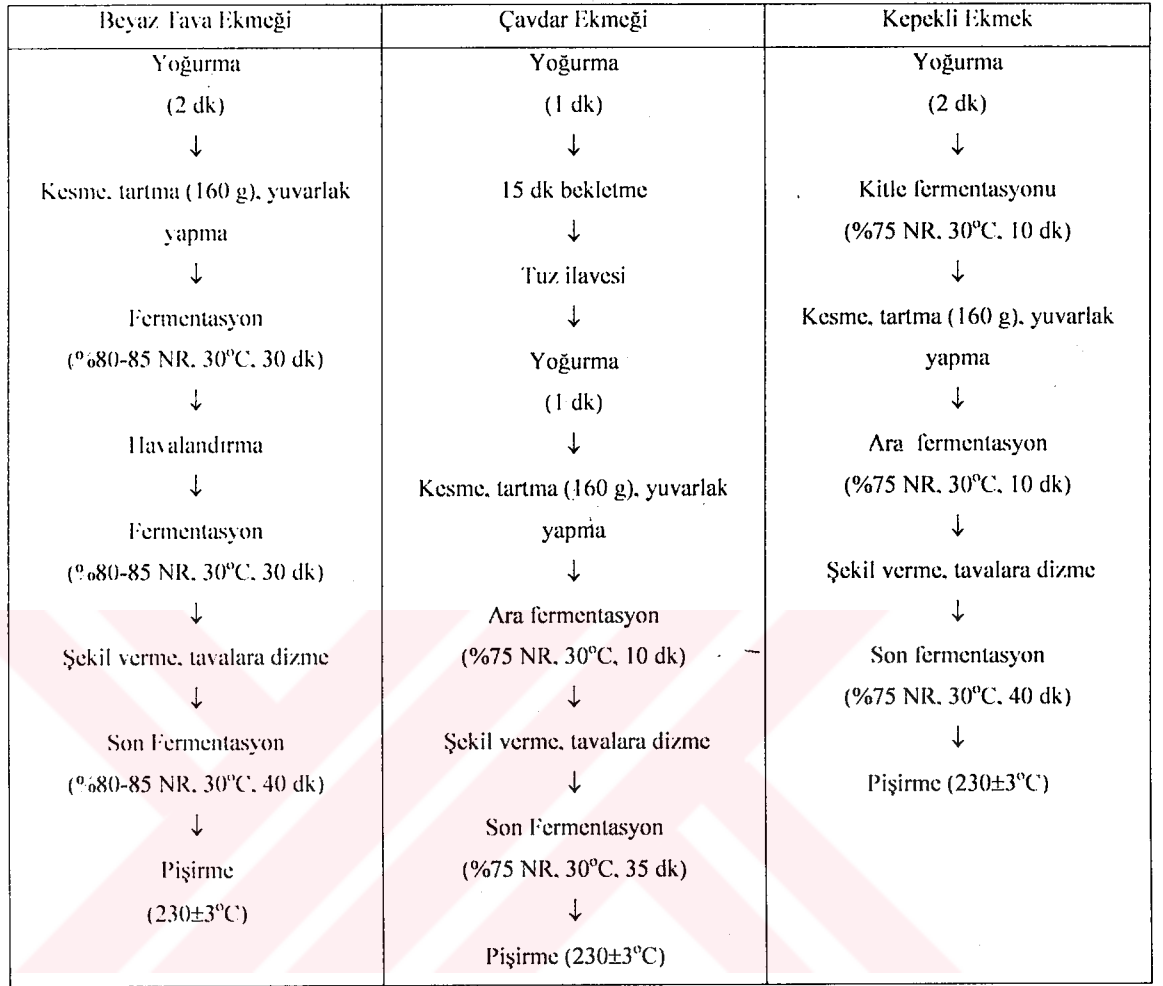 Beyaz Tava Ekmeği
Yoğurma
(2 dk)
↓
Kesme, tartma (160 g), yuvarlak
yapma
↓
Fermentasyon
(%80-85 NR, 30°C, 30 dk)
↓
Havalandırma
↓
Fermentasyon
(%80-85 NR, 30°C, 30 dk)
↓
Şekil verme, tavalara dizme
↓
Son Fermentasyon
(%80-85 NR, 30°C, 40 dk)
↓
Pişirme
(230±3°C)
Çavdar Ekmeği
Yoğurma
(1 dk)
↓
15 dk bekletme
↓
Tuz ilavesi
↓
Yoğurma
(1 dk)
↓
Kesme, tartma (160 g), yuvarlak
yapma
↓
Ara fermentasyon
(%75 NR, 30°C, 10 dk)
↓
Şekil verme, tavalara dizme
↓
Son Fermentasyon
(%75 NR, 30°C, 35 dk)
↓
Pişirme (230±3°C)
Kepekli Ekmek
Yoğurma
(2 dk)
↓
Kitle fermentasyonu
(%75 NR, 30°C, 10 dk)
↓
Kesme, tartma (160 g), yuvarlak
yapma
↓
Ara fermentasyon
(%75 NR, 30°C, 10 dk)
↓
Şekil verme, tavalara dizme
↓
Son fermentasyon
(%75 NR, 30°C, 40 dk)
↓
Pişirme (230±3°C)